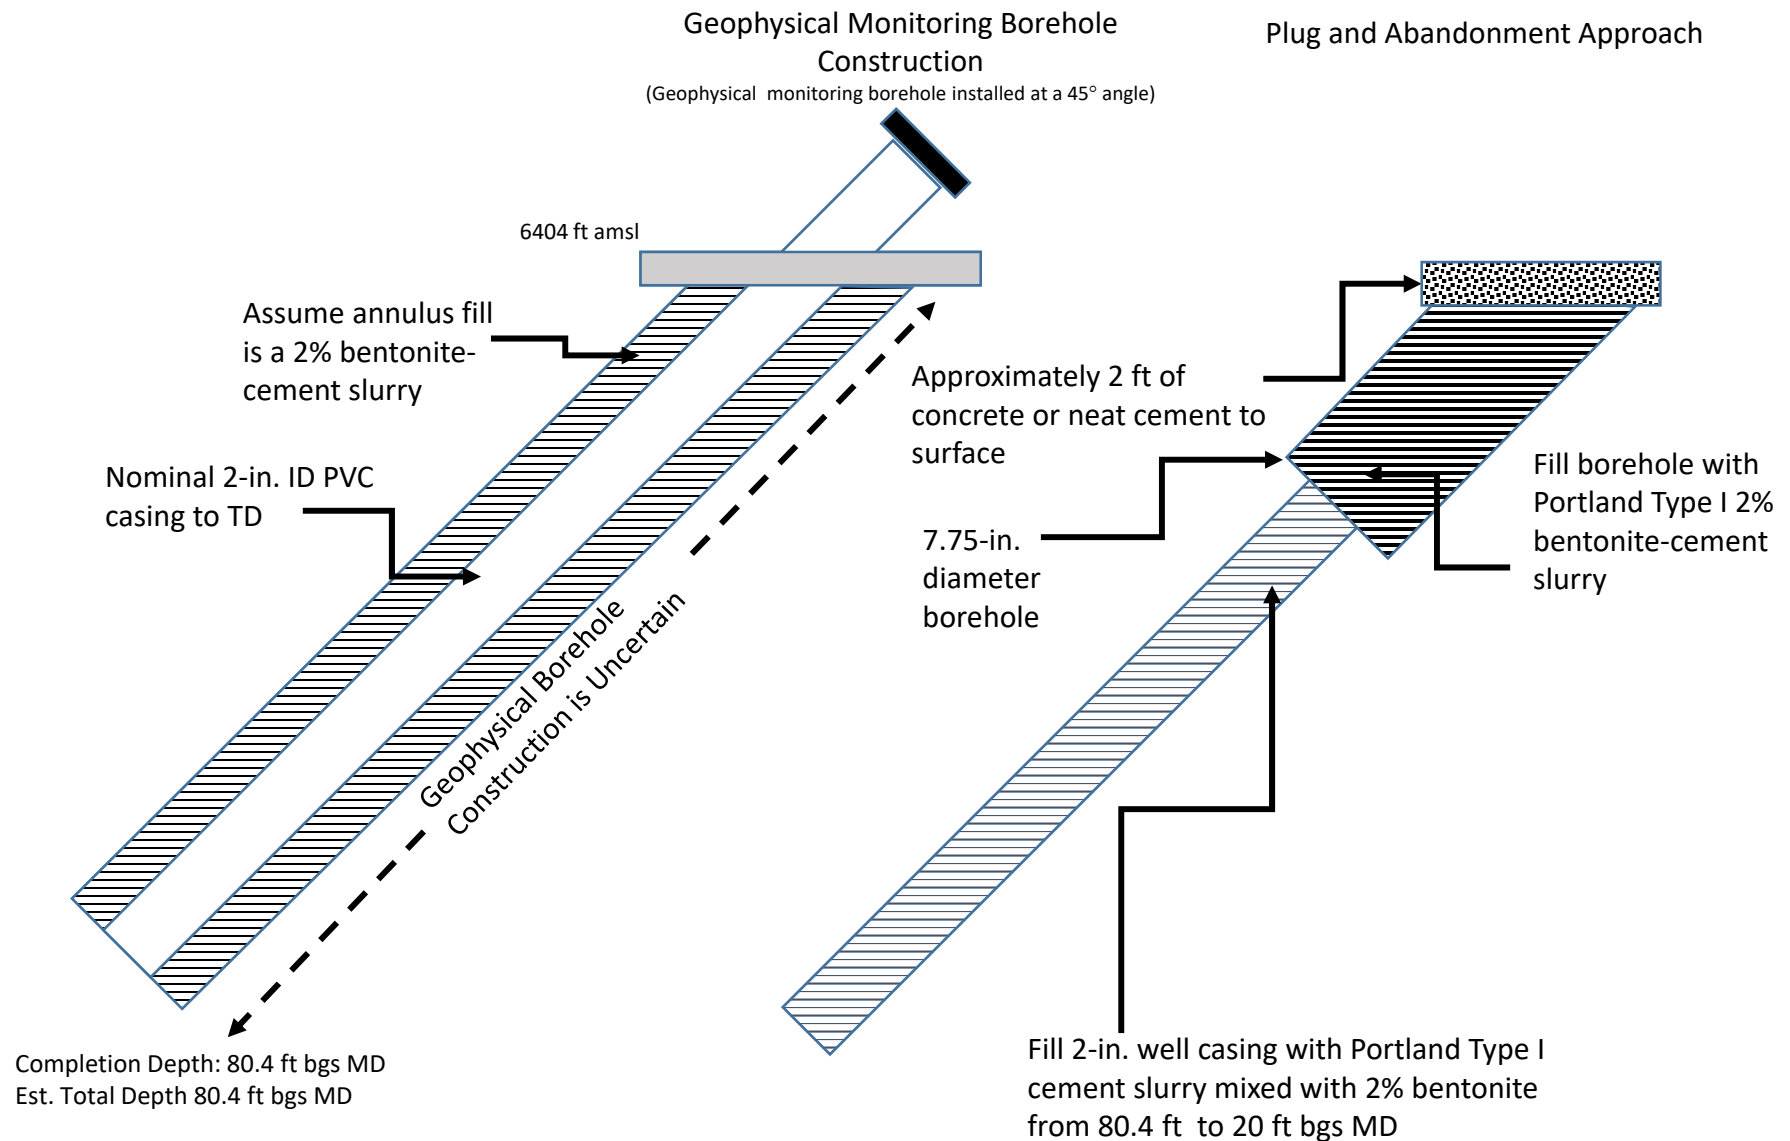 Geophysical Monitoring Borehole
Construction
(Geophysical monitoring borehole installed at a 45° angle)
Plug and Abandonment Approach
6404 ft amsl
Assume annulus fill
is a 2% bentonite-
cement slurry
Nominal 2-in. ID PVC
casing to TD
Geophysical Borehole
Construction is Uncertain
Completion Depth: 80.4 ft bgs MD
Est. Total Depth 80.4 ft bgs MD
Approximately 2 ft of
concrete or neat cement to
surface
7.75-in.
diameter
borehole
Fill borehole with
Portland Type I 2%
bentonite-cement
slurry
Fill 2-in. well casing with Portland Type I
cement slurry mixed with 2% bentonite
from 80.4 ft to 20 ft bgs MD